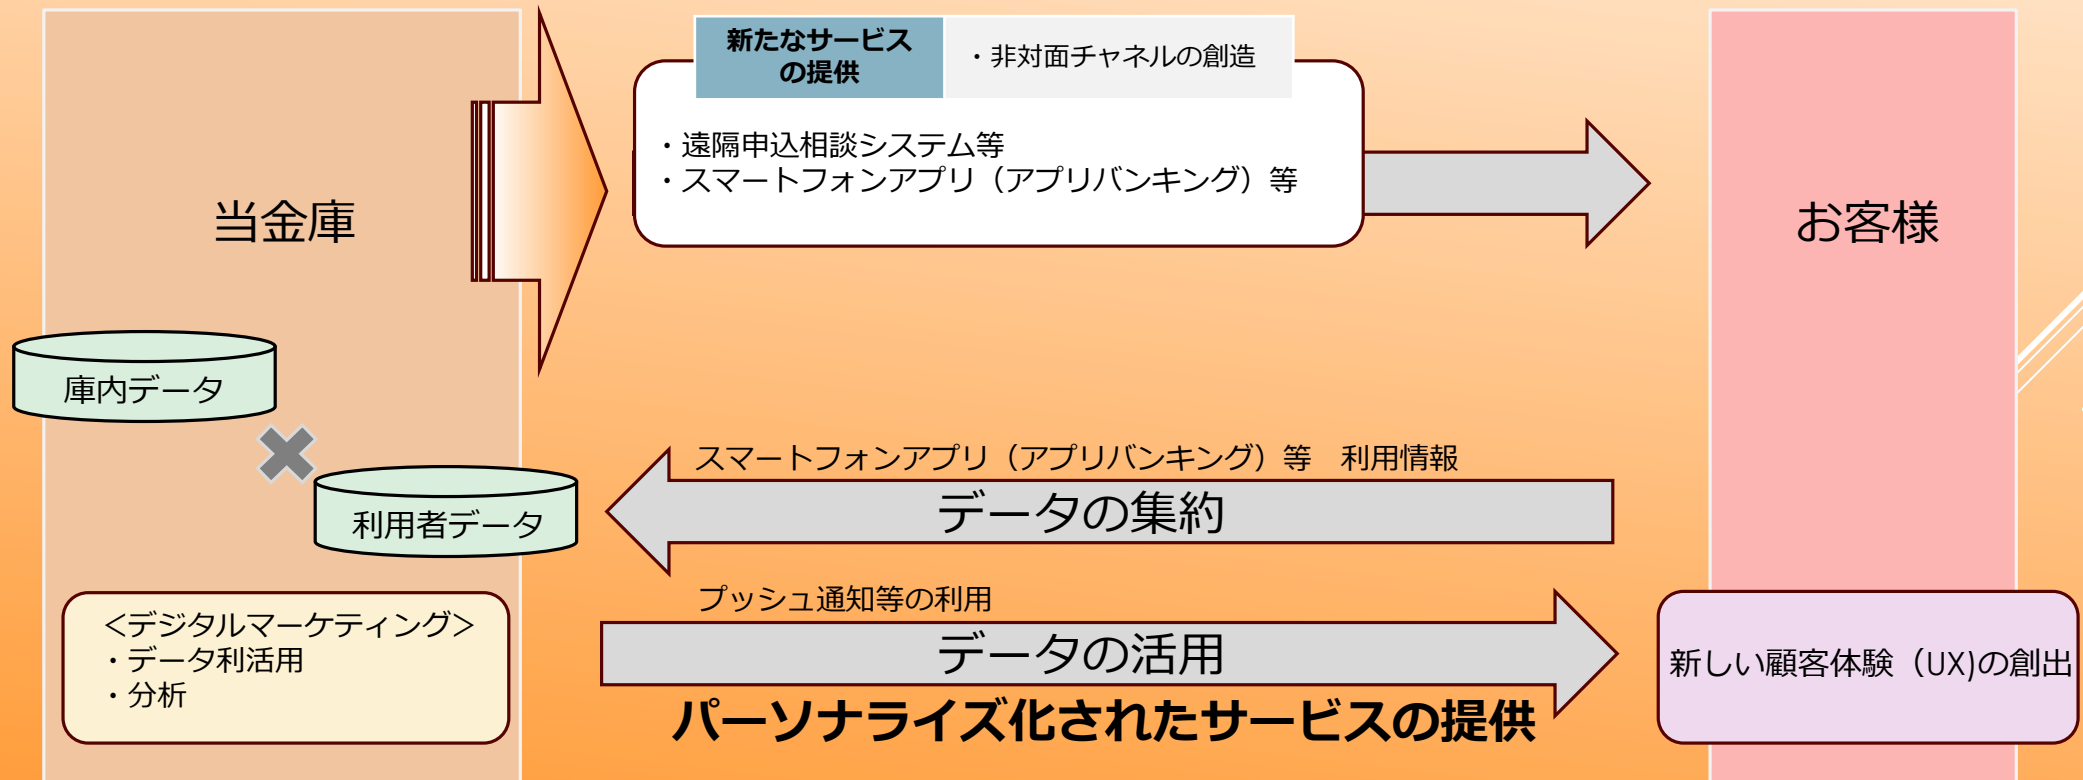 新たなサービス
の提供
・非対面チャネルの創造
・遠隔申込相談システム等
・スマートフォンアプリ（アプリバンキング）等
当金庫
お客様
庫内データ
利用者データ
スマートフォンアプリ（アプリバンキング）等　利用情報
データの集約
プッシュ通知等の利用
データの活用
パーソナライズ化されたサービスの提供
＜デジタルマーケティング＞
・データ利活用
・分析
新しい顧客体験（UX)の創出